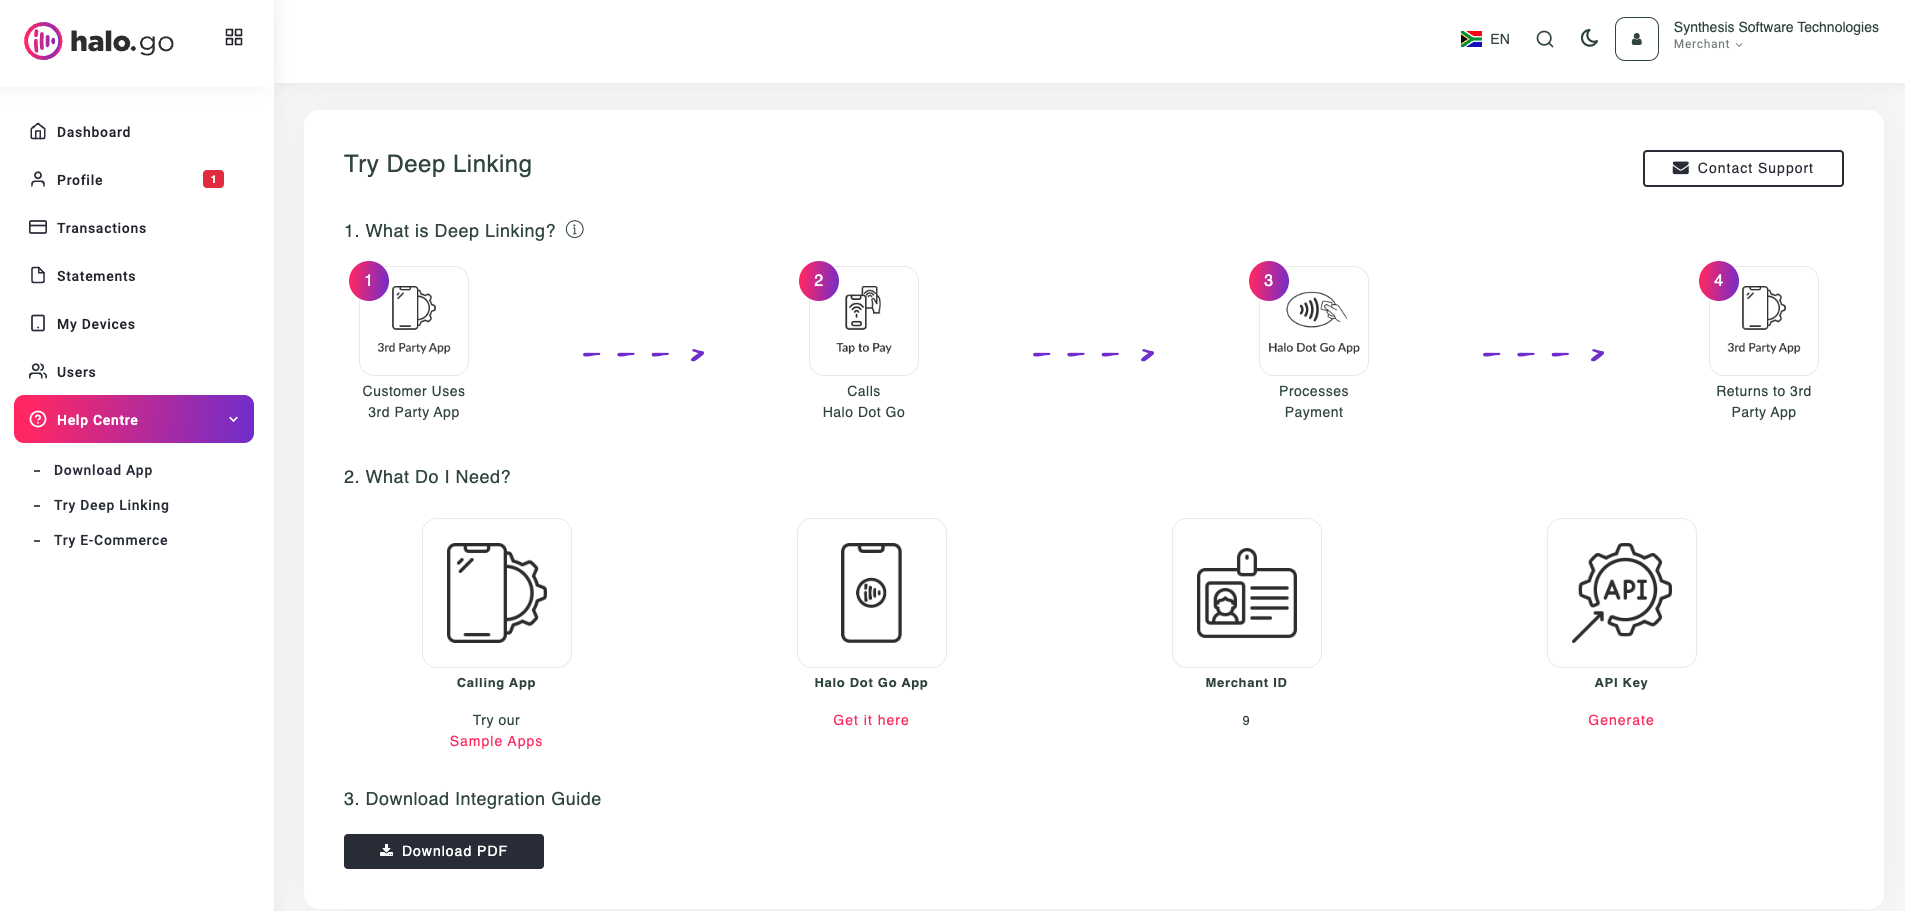 halo.go
EN
Synthesis Software Technologies
Merchant
Dashboard
Profile
1
Transactions
Statements
My Devices
Users
Help Centre
Download App
Try Deep Linking
Try E-Commerce
Try Deep Linking
Contact Support
1. What is Deep Linking?
1
3rd Party App
Customer Uses
3rd Party App
2
Tap to Pay
Calls
Halo Dot Go
3
Halo Dot Go App
Processes
Payment
4
3rd Party App
Returns to 3rd
Party App
2. What Do I Need?
Calling App
Try our
Sample Apps
Halo Dot Go App
Get it here
Merchant ID
9
API
API Key
Generate
3. Download Integration Guide
Download PDF